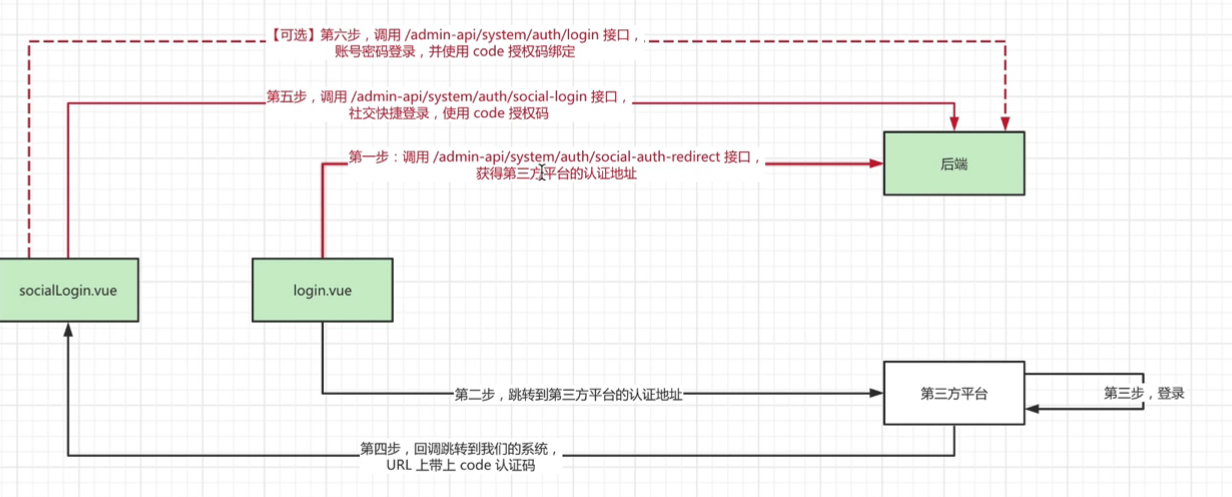 【可选】第六步，调用 /admin-api/system/auth/login 接口，
账号密码登录，并使用 code 授权码绑定
第五步，调用 /admin-api/system/auth/social-login 接口，
社交快捷登录，使用 code 授权码
第一步：调用 /admin-api/system/auth/social-auth-redirect 接口，
获得第三方平台的认证地址
后端
socialLogin.vue
login.vue
第二步，跳转到第三方平台的认证地址
第三方平台
第三步，登录
第四步，回调跳转到我们的系统，
URL 上带上 code 认证码